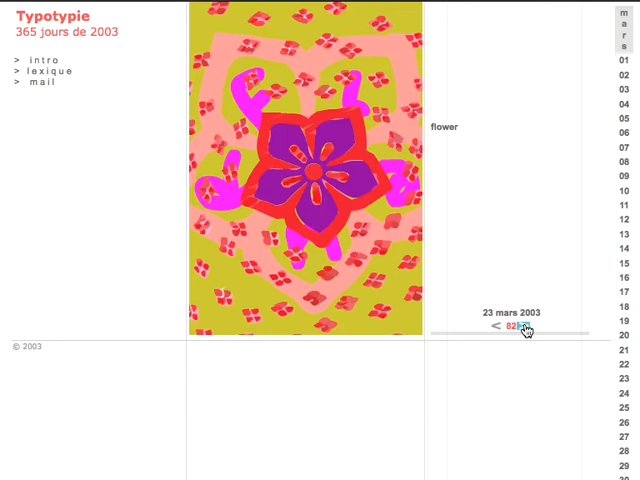 Typotypie
365 jours de 2003
> intro
> lexique
> mail
flower
23 mars 2003
< 82
© 2003
m
a
r
s
01
02
03
04
05
06
07
08
09
10
11
12
13
14
15
16
17
18
19
20
21
22
23
24
25
26
27
28
29